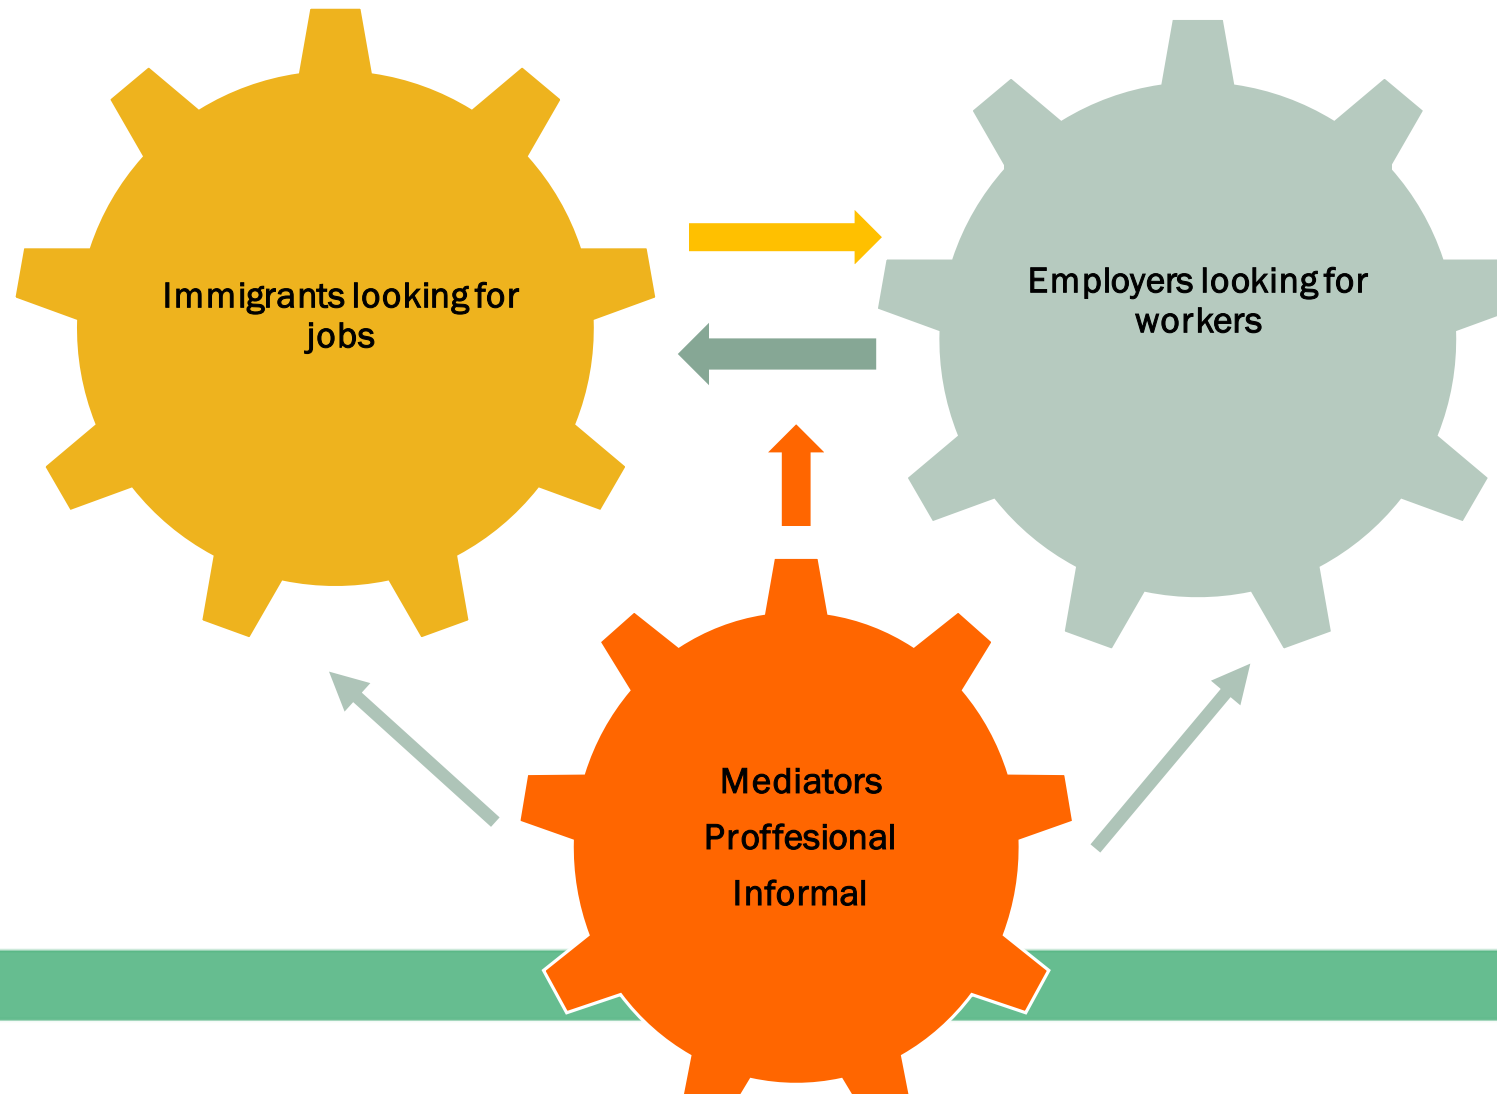 Immigrants looking for
jobs
Employers looking for
workers
Mediators
Proffesional
Informal